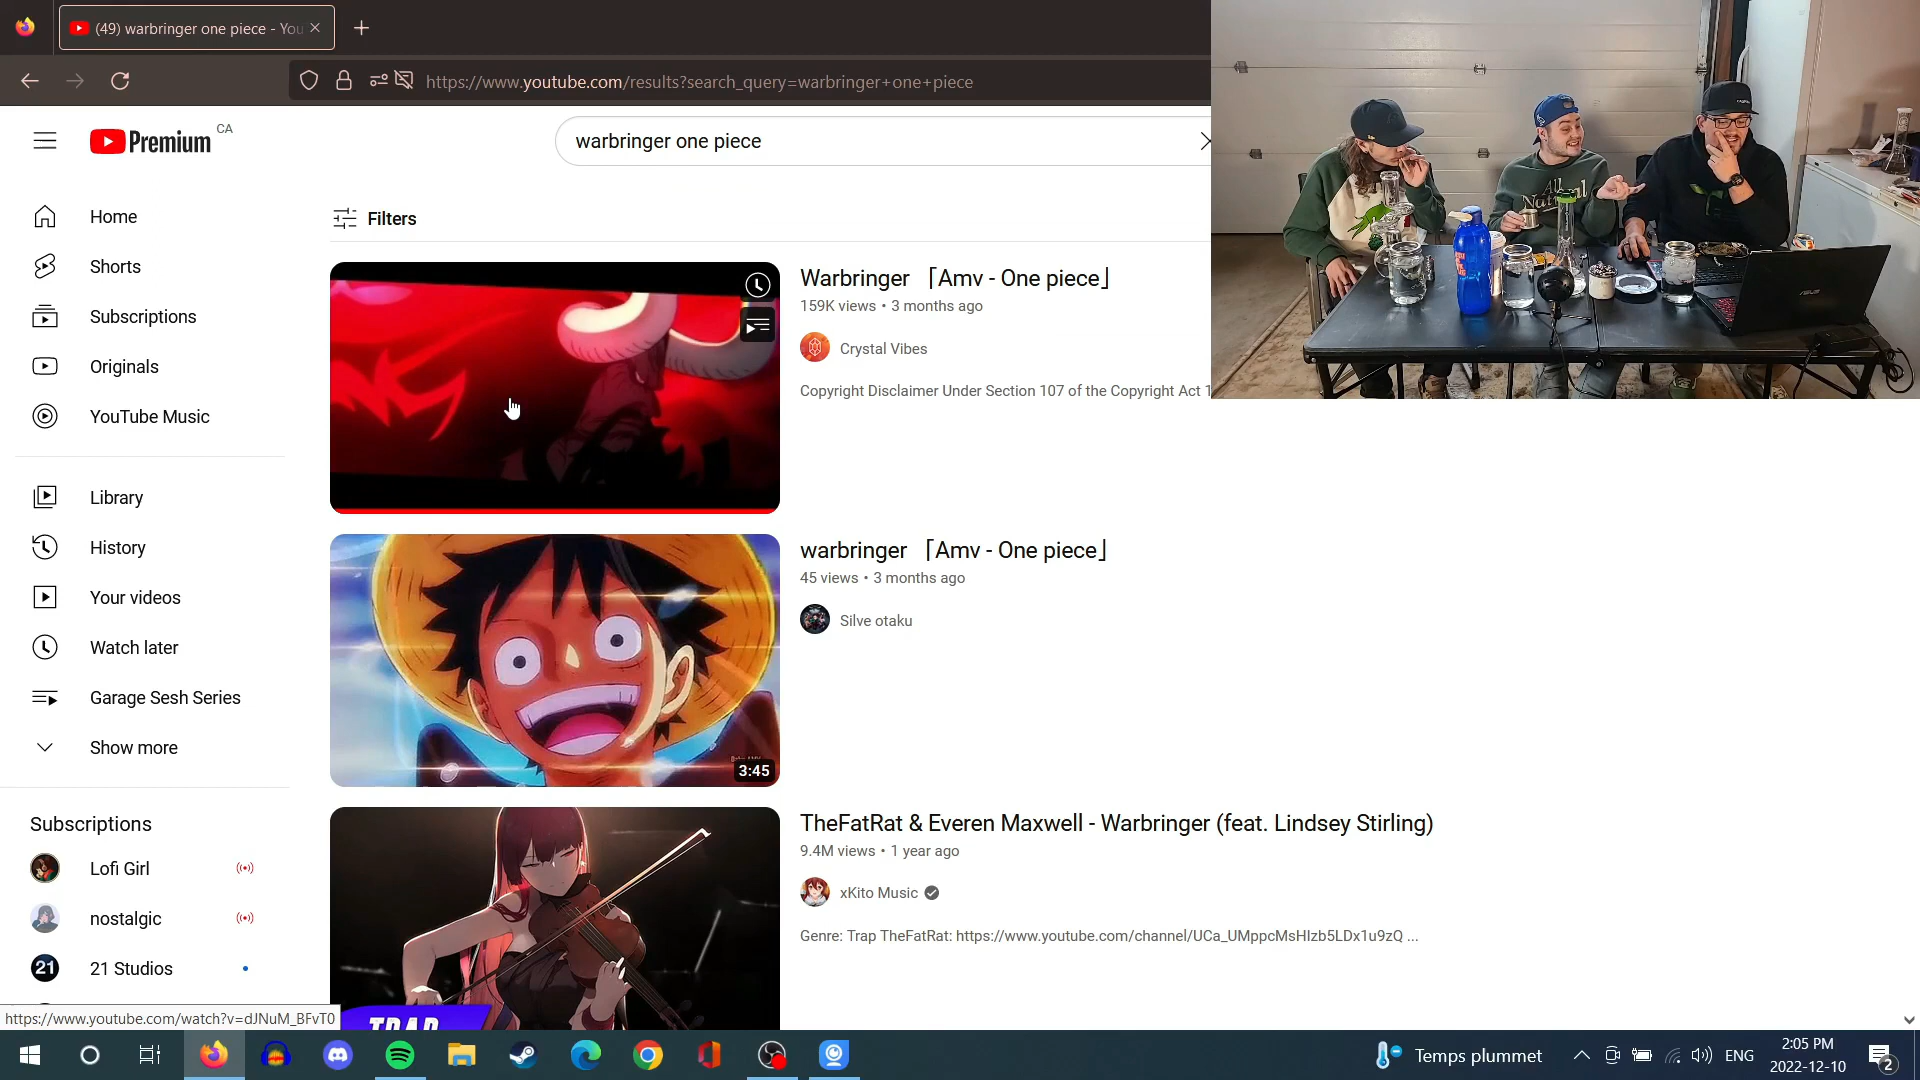 (49) warbringer one piece - You
https://www.youtube.com/results?search_query=warbringer+one+piece
Premium CA
warbringer one piece
Home
Shorts
Subscriptions
Originals
YouTube Music
Library
History
Your videos
Watch later
Garage Sesh Series
Show more
Subscriptions
Lofi Girl
nostalgic
21
21 Studios
Filters
Warbringer 「Amv - One piece」
159K views • 3 months ago
Crystal Vibes
Copyright Disclaimer Under Section 107 of the Copyright Act 1
3:45
warbringer 「Amv - One piece」
45 views • 3 months ago
Silve otaku
TRAP
TheFatRat & Everen Maxwell - Warbringer (feat. Lindsey Stirling)
9.4M views • 1 year ago
xKito Music
Genre: Trap TheFatRat: https://www.youtube.com/channel/UCa_UMppcMsHIzb5LDx1u9zQ ...
All
Natural
ASUS
https://www.youtube.com/watch?v=dJNuM_BFvT0
Temps plummet
ENG
2:05 PM
2022-12-10
2